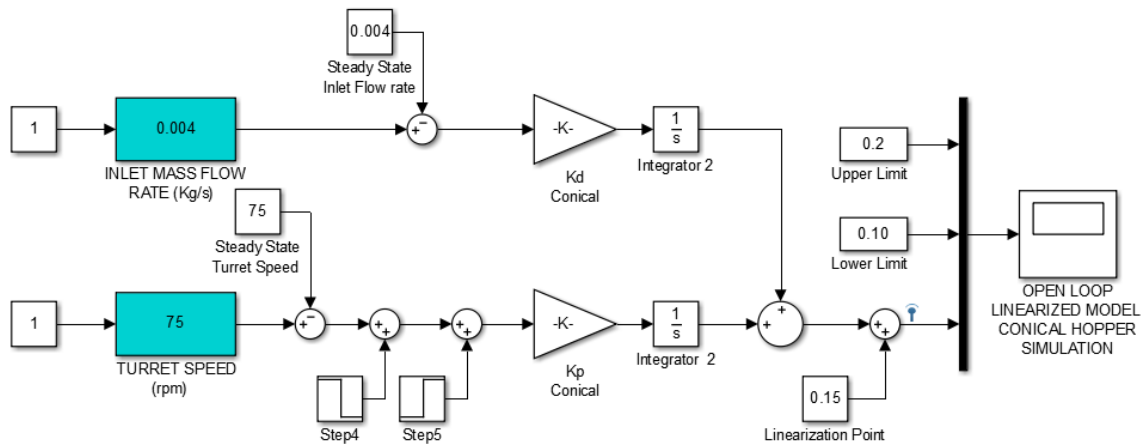 0.004
Steady State
Inlet Flow rate
1
0.004
INLET MASS FLOW
RATE (Kg/s)
+
−
-K-
Kd
Conical
1
s
Integrator 2
0.2
Upper Limit
75
Steady State
Turret Speed
0.10
Lower Limit
OPEN LOOP
LINEARIZED MODEL
CONICAL HOPPER
SIMULATION
1
75
TURRET SPEED
(rpm)
+
−
+
+
+
+
-K-
Kp
Conical
1
s
Integrator 2
+
+
+
+
Step4
Step5
0.15
Linearization Point